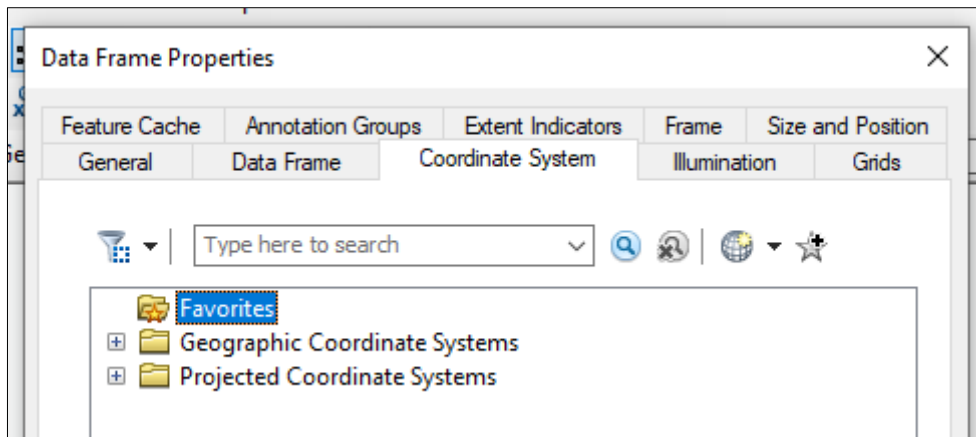 Data Frame Properties
Feature Cache Annotation Groups Extent Indicators Frame Size and Position
General Data Frame Coordinate System Illumination Grids
Type here to search
Favorites
Geographic Coordinate Systems
Projected Coordinate Systems